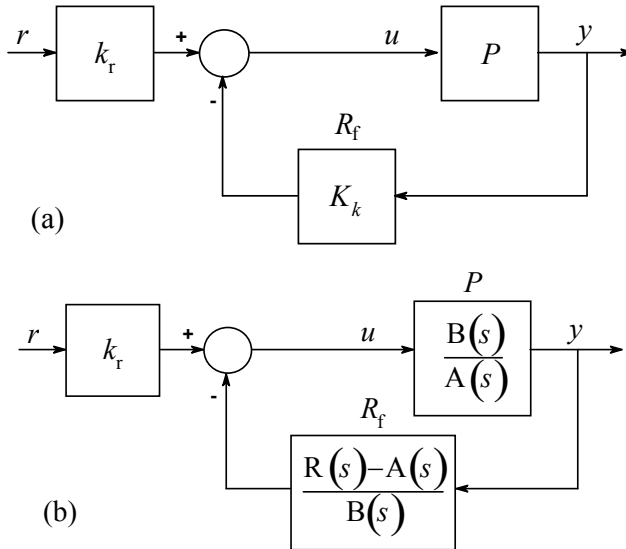 r k_r + - u P y
R_f
K_k
(a)
P
r k_r + - u B(s)/A(s) y
R_f
R(s)−A(s)/B(s)
(b)